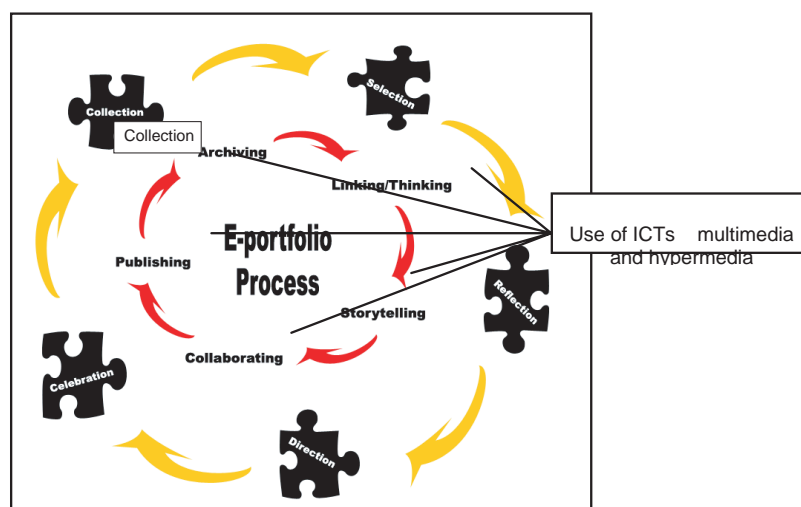 Selection
Collection
Collection
Archiving
Linking/Thinking
E-portfolio
Process
Use of ICTs multimedia
and hypermedia
Publishing
Reflection
Storytelling
Collaborating
Celebration
Direction